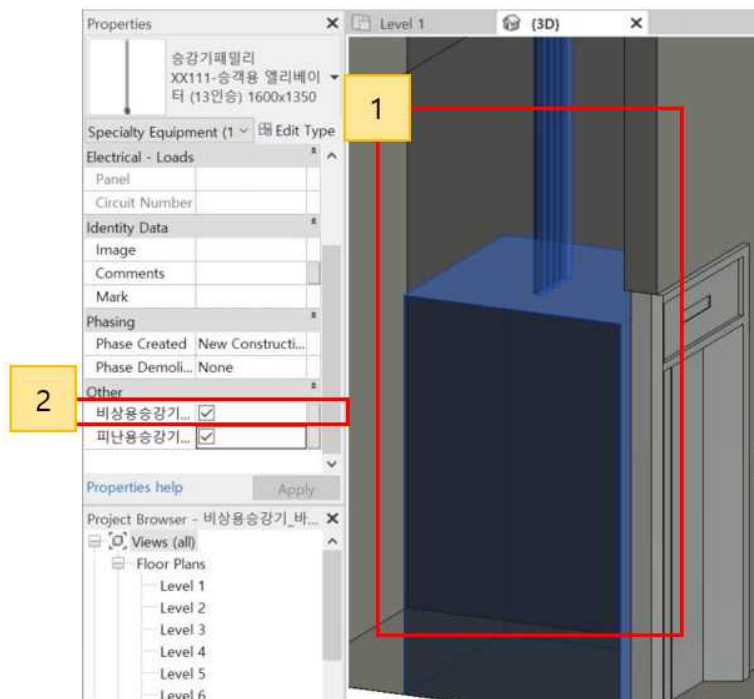 Properties
승강기패밀리
XX111-승객용 엘리베이
터 (13인승) 1600x1350
Specialty Equipment (1
Edit Type
Electrical - Loads
Panel
Circuit Number
Identity Data
Image
Comments
Mark
Phasing
Phase Created New Constructi...
Phase Demoli... None
Other
비상용승강기...
피난용승강기...
Properties help
Apply
Project Browser - 비상용승강기_바...
Views (all)
Floor Plans
Level 1
Level 2
Level 3
Level 4
Level 5
Level 6
Level 1
{3D}
1
2